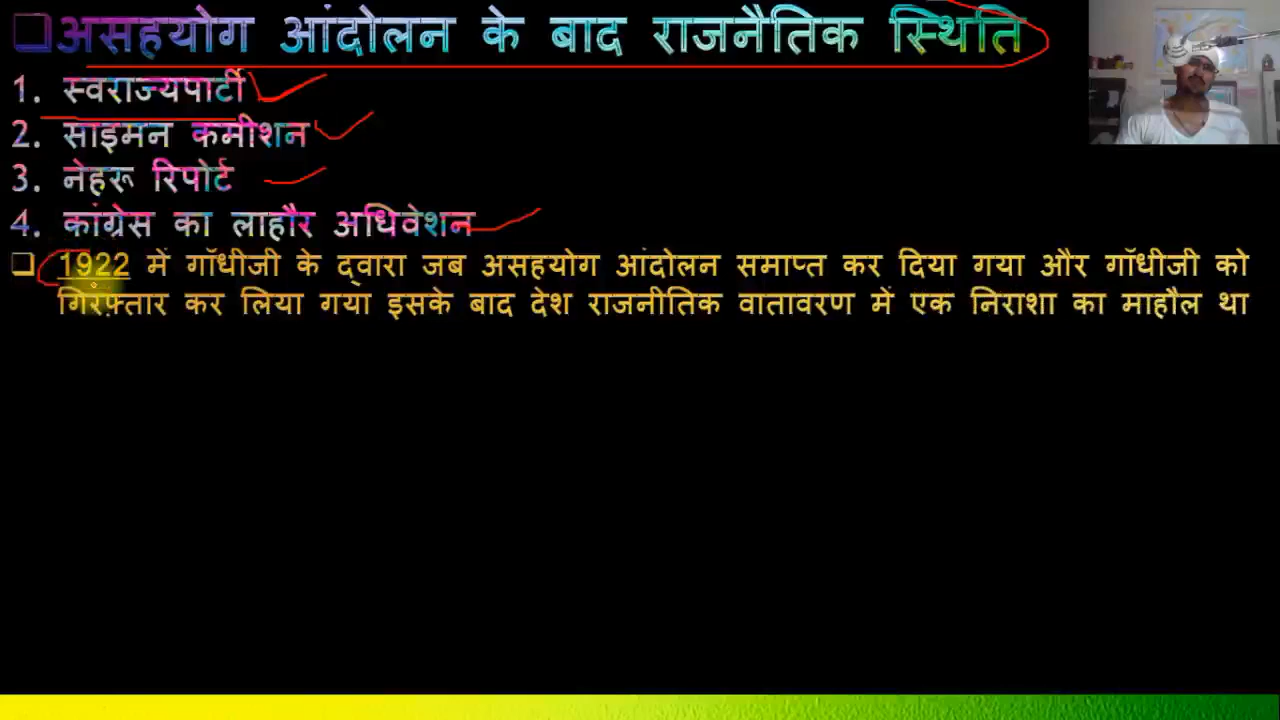 ❑असहयोग आंदोलन के बाद राजनैतिक स्थिति
1. स्वराज्यपार्टी
2. साइमन कमीशन
3. नेहरू रिपोर्ट
4. कांग्रेस का लाहौर अधिवेशन
❑ 1922 में गॉधीजी के द्वारा जब असहयोग आंदोलन समाप्त कर दिया गया और गॉधीजी को
गिरफ़्तार कर लिया गया इसके बाद देश राजनीतिक वातावरण में एक निराशा का माहौल था